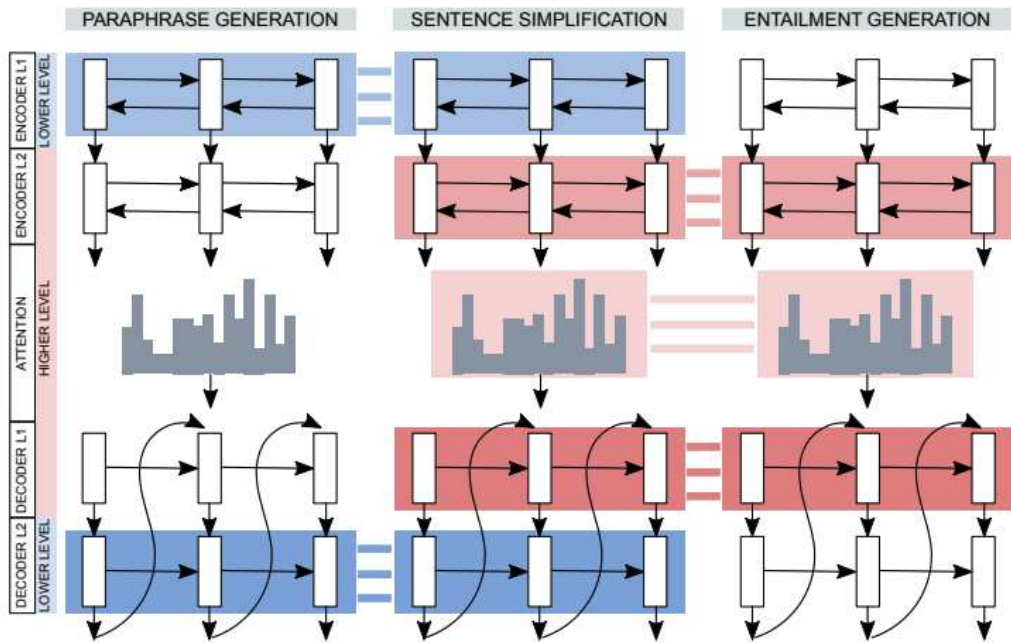 PARAPHRASE GENERATION
SENTENCE SIMPLIFICATION
ENTAILMENT GENERATION
ENCODER L1
LOWER LEVEL
ENCODER L2
ATTENTION
HIGHER LEVEL
DECODER L1
DECODER L2
LOWER LEVEL